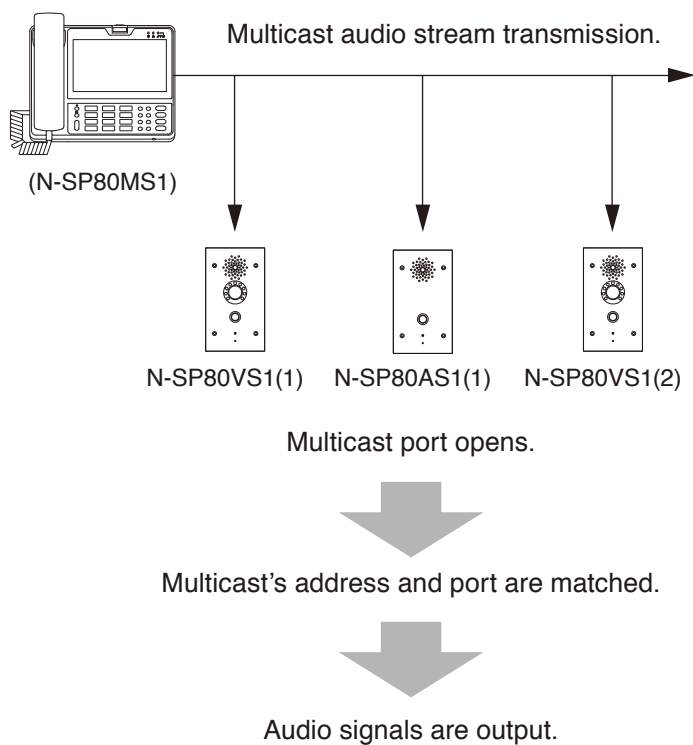 Multicast audio stream transmission.
(N-SP80MS1)
N-SP80VS1(1) N-SP80AS1(1) N-SP80VS1(2)
Multicast port opens.
Multicast's address and port are matched.
Audio signals are output.